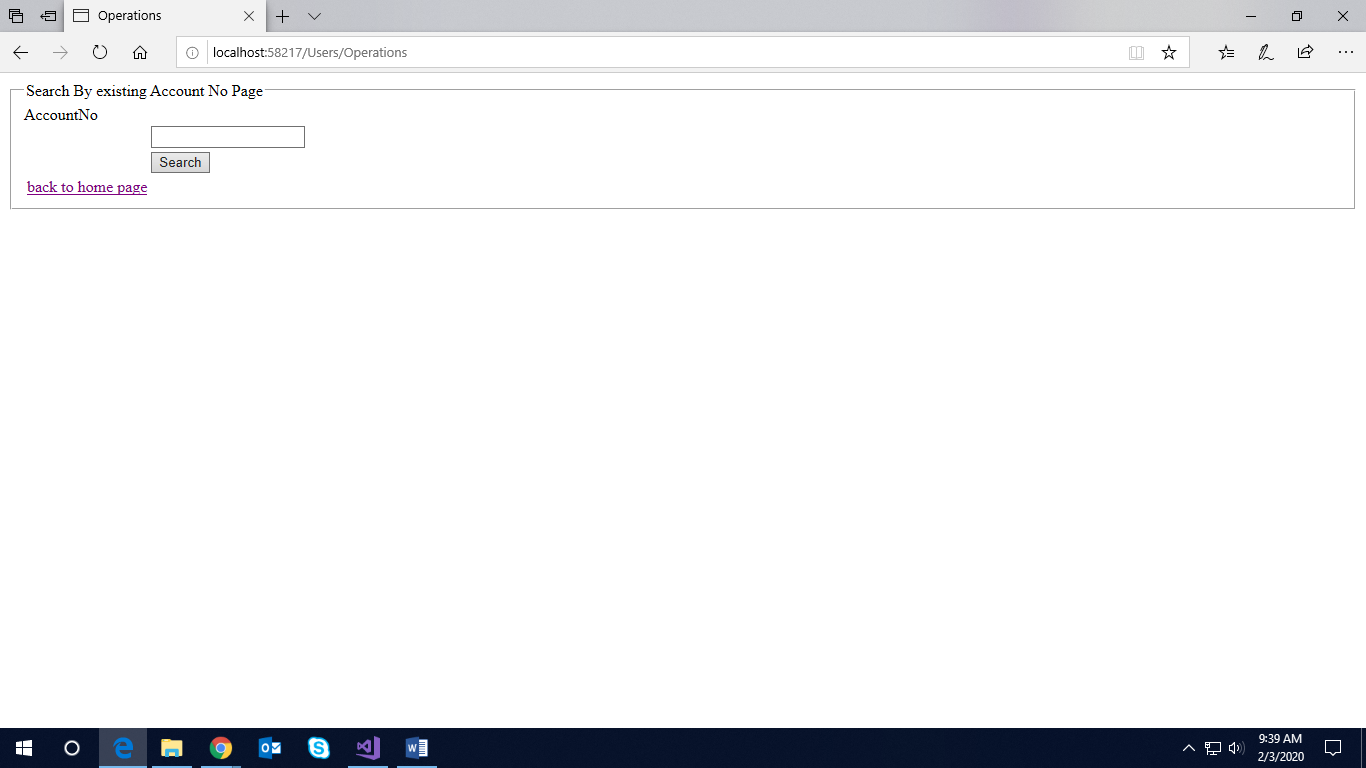 Operations
localhost:58217/Users/Operations
Search By existing Account No Page
AccountNo
Search
back to home page
9:39 AM
2/3/2020